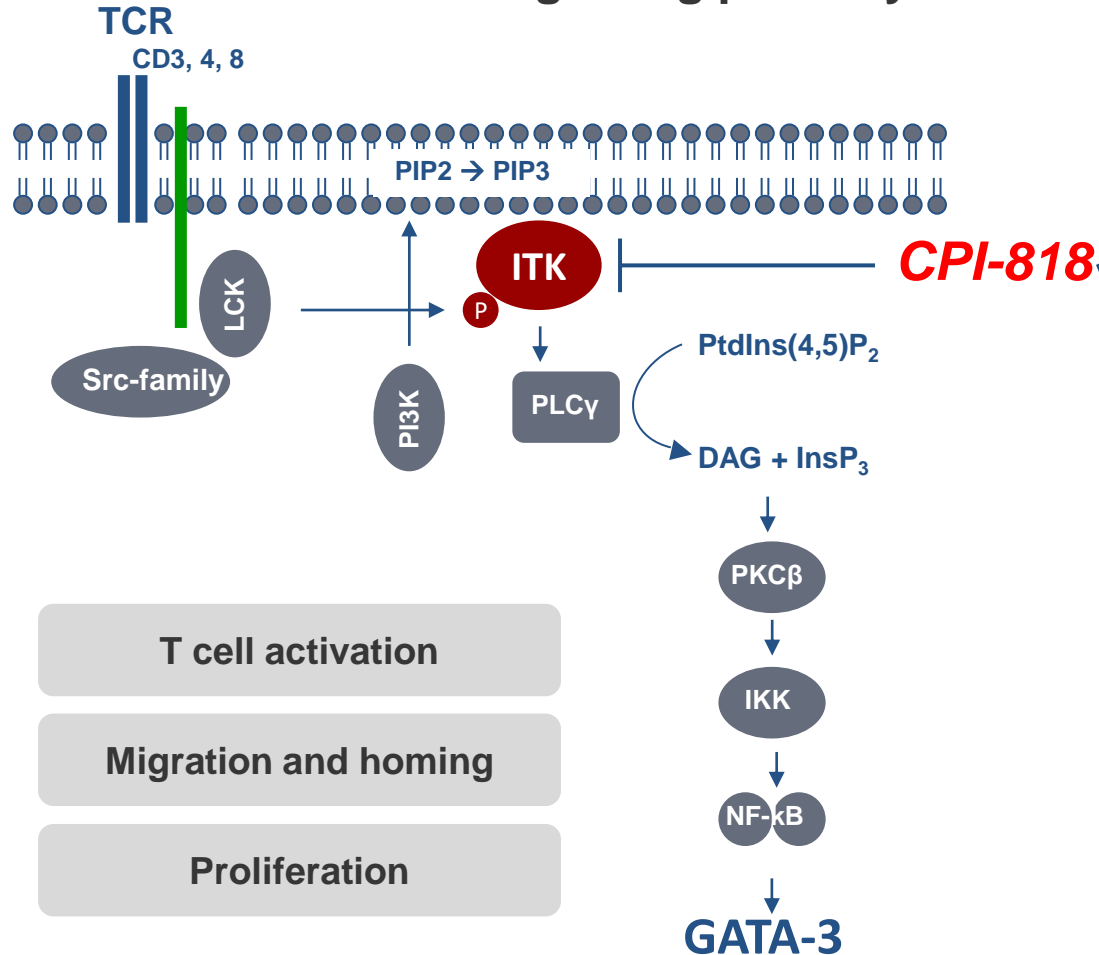 TCR
CD3, 4, 8
PIP2 → PIP3
ITK
CPI-818
P
LCK
Src-family
PI3K
PLCγ
PtdIns(4,5)P₂
DAG + InsP₃
PKCβ
IKK
NF-κB
GATA-3
T cell activation
Migration and homing
Proliferation